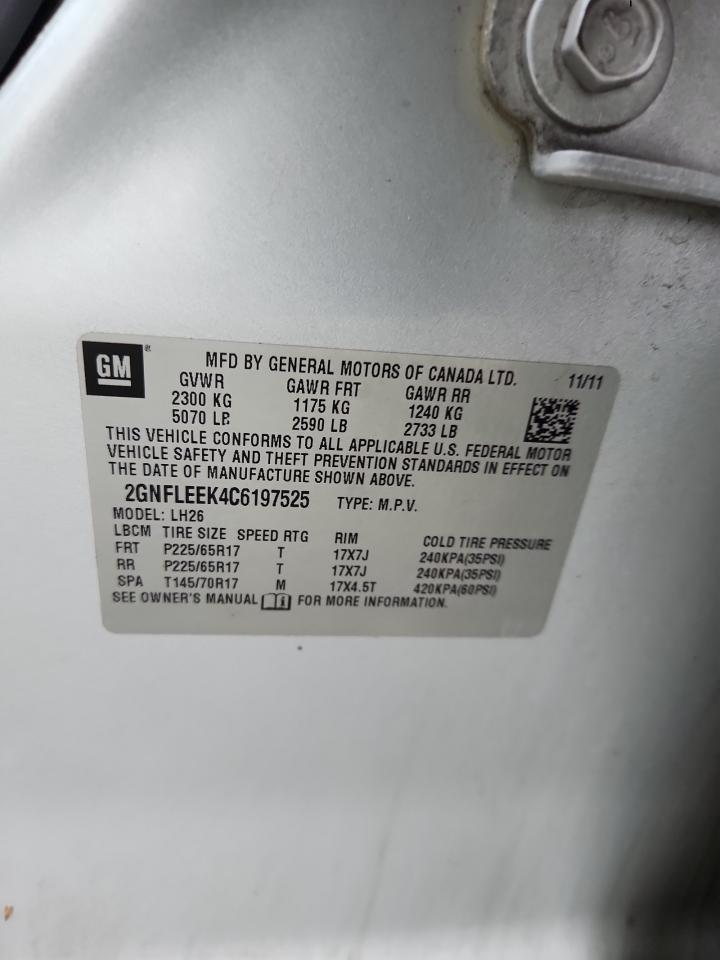 GM ®
MFD BY GENERAL MOTORS OF CANADA LTD. 11/11
GVWR GAWR FRT GAWR RR
2300 KG 1175 KG 1240 KG
5070 LB 2590 LB 2733 LB
THIS VEHICLE CONFORMS TO ALL APPLICABLE U.S. FEDERAL MOTOR
VEHICLE SAFETY AND THEFT PREVENTION STANDARDS IN EFFECT ON
THE DATE OF MANUFACTURE SHOWN ABOVE.
2GNFLEEK4C6197525 TYPE: M.P.V.
MODEL: LH26
LBCM TIRE SIZE SPEED RTG RIM COLD TIRE PRESSURE
FRT P225/65R17 T 17X7J 240KPA(35PSI)
RR P225/65R17 T 17X7J 240KPA(35PSI)
SPA T145/70R17 M 17X4.5T 420KPA(60PSI)
SEE OWNER'S MANUAL FOR MORE INFORMATION.